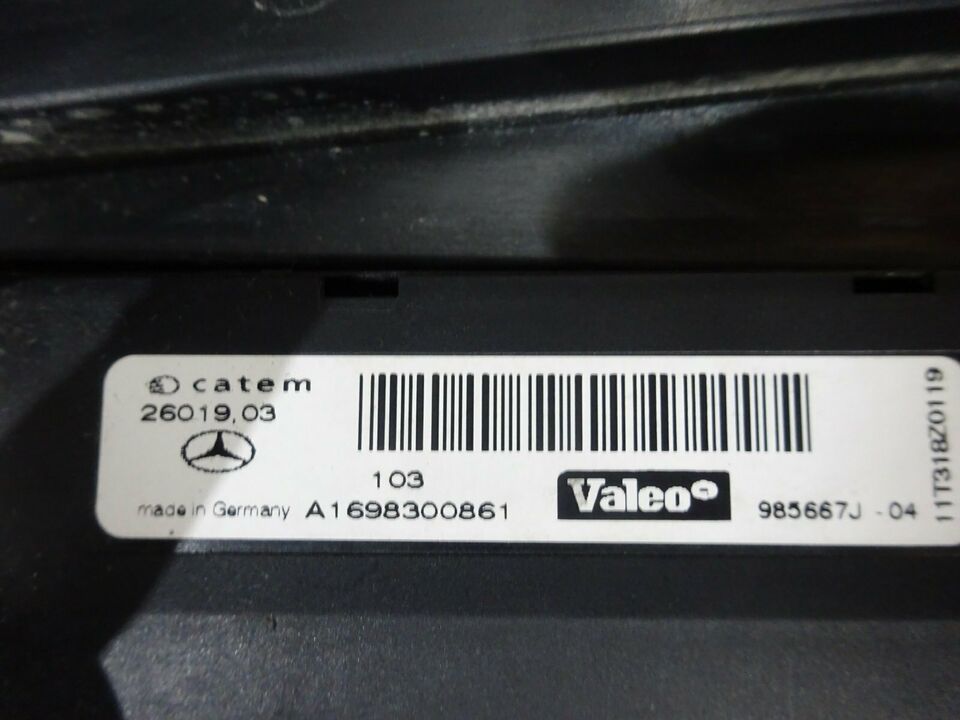 catem
26019,03
103
made in Germany A1698300861
Valeo
985667J - 04
11T318Z0119